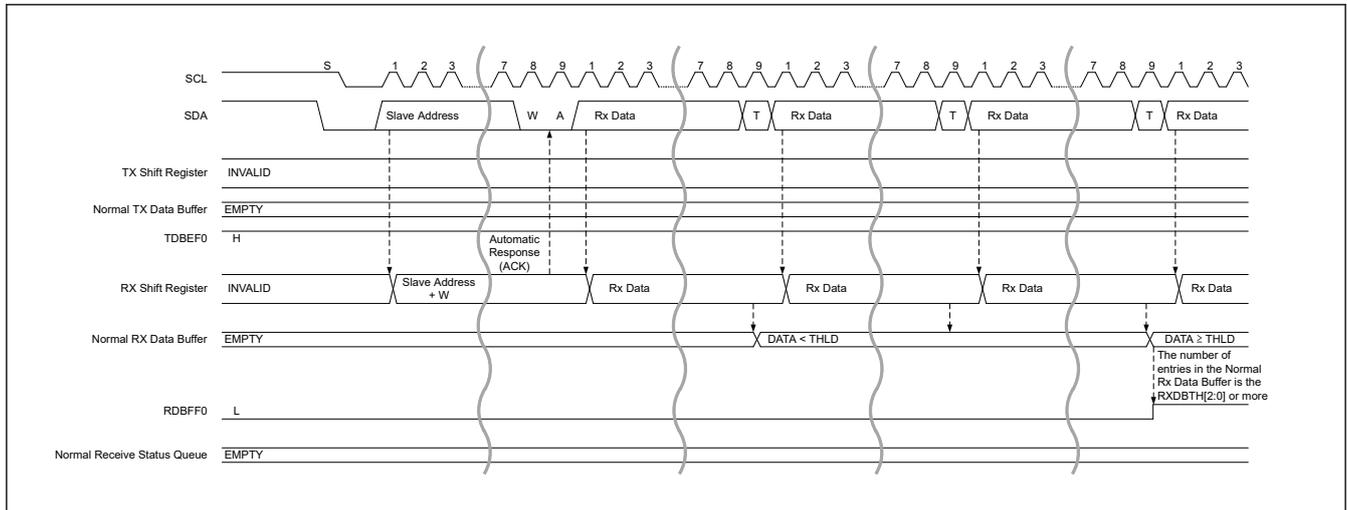 S 1 2 3 7 8 9 1 2 3 7 8 9 1 2 3 7 8 9 1 2 3 7 8 9 1 2 3
SCL
SDA Slave Address W A Rx Data T Rx Data T Rx Data T Rx Data
TX Shift Register INVALID
Normal TX Data Buffer EMPTY
TDBEF0 H
Automatic
Response
(ACK)
RX Shift Register INVALID Slave Address
+ W
Rx Data Rx Data Rx Data Rx Data
Normal RX Data Buffer EMPTY DATA < THLD DATA ≥ THLD
The number of
entries in the Normal
Rx Data Buffer is the
RXDBTH[2:0] or more
RDBFF0 L
Normal Receive Status Queue EMPTY